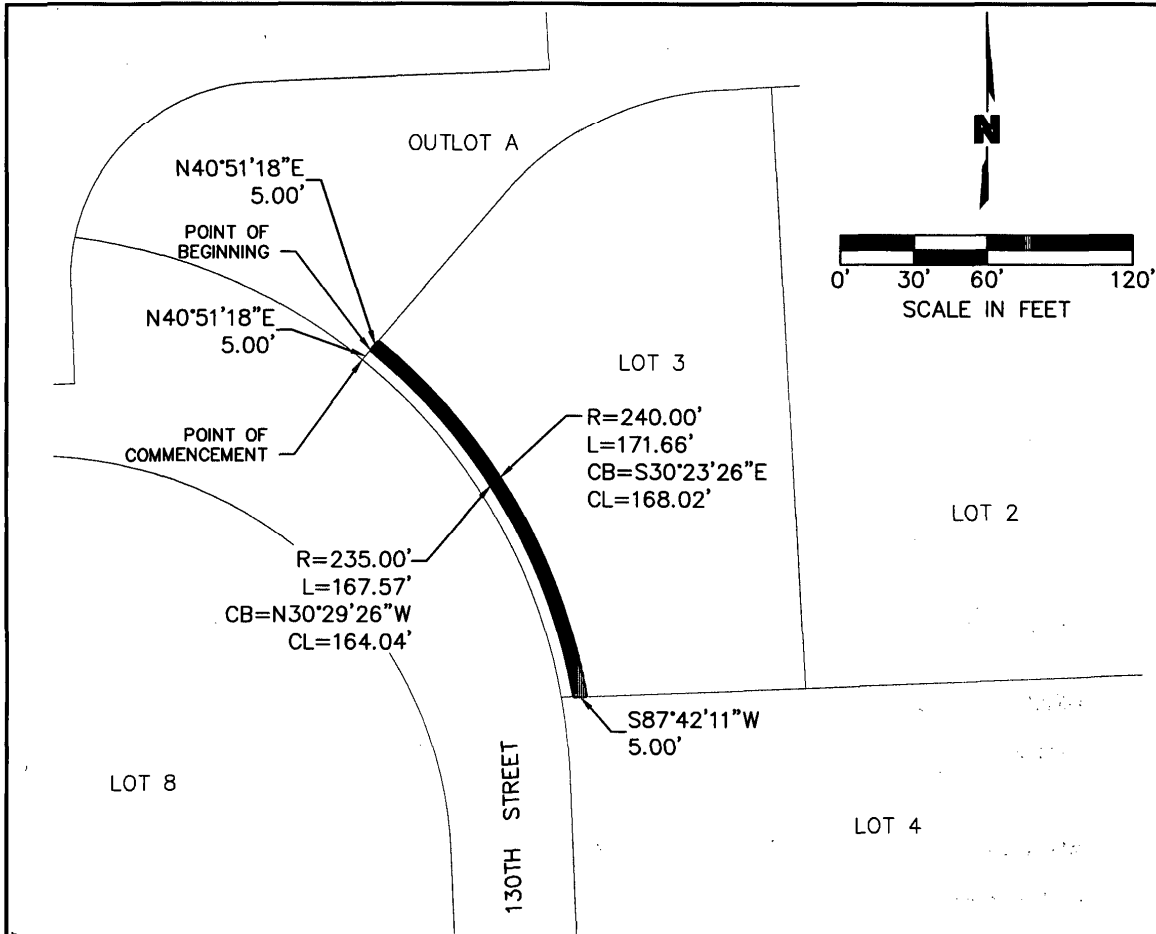 OUTLOT A
N40°51'18"E
5.00'
POINT OF
BEGINNING
N
0' 30' 60' 120'
SCALE IN FEET
N40°51'18"E
5.00'
LOT 3
POINT OF
COMMENCEMENT
R=240.00'
L=171.66'
CB=S30°23'26"E
CL=168.02'
LOT 2
R=235.00'
L=167.57'
CB=N30°29'26"W
CL=164.04'
S87°42'11"W
5.00'
LOT 8
130TH STREET
LOT 4